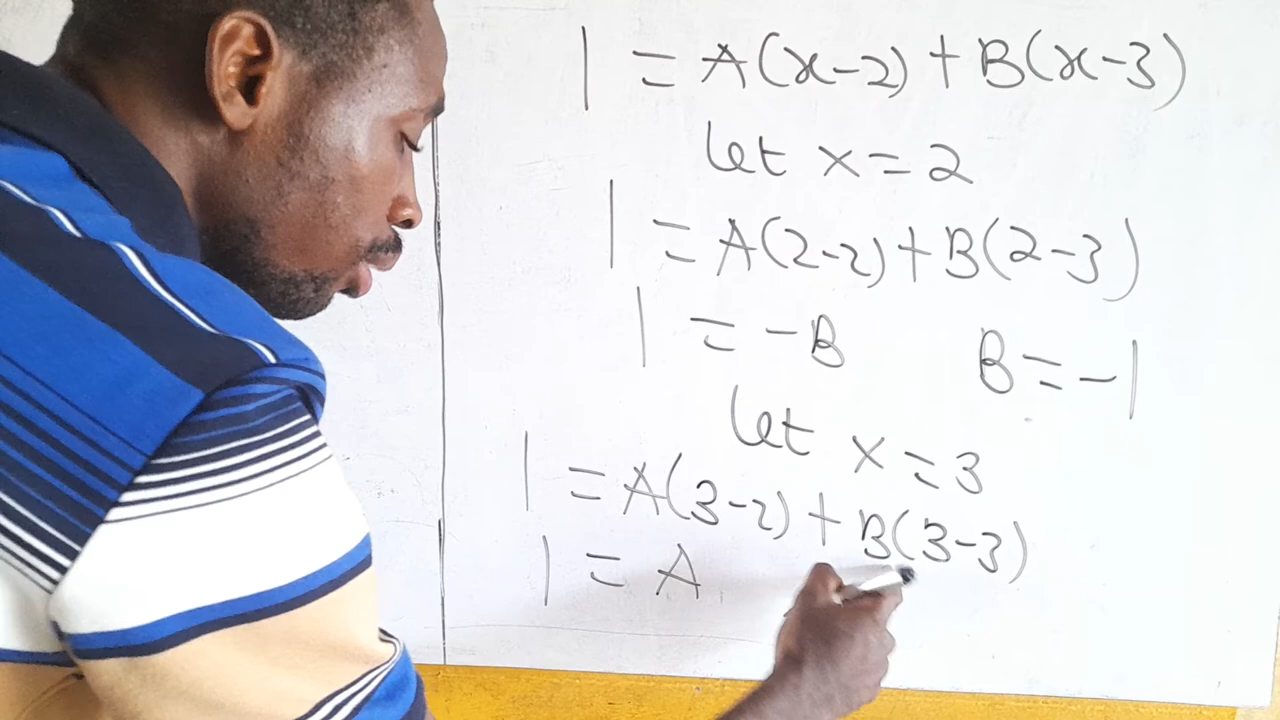 1 = A(x-2) + B(x-3)
let x = 2
1 = A(2-2) + B(2-3)
1 = -B B = -1
let x = 3
1 = A(3-2) + B(3-3)
1 = A